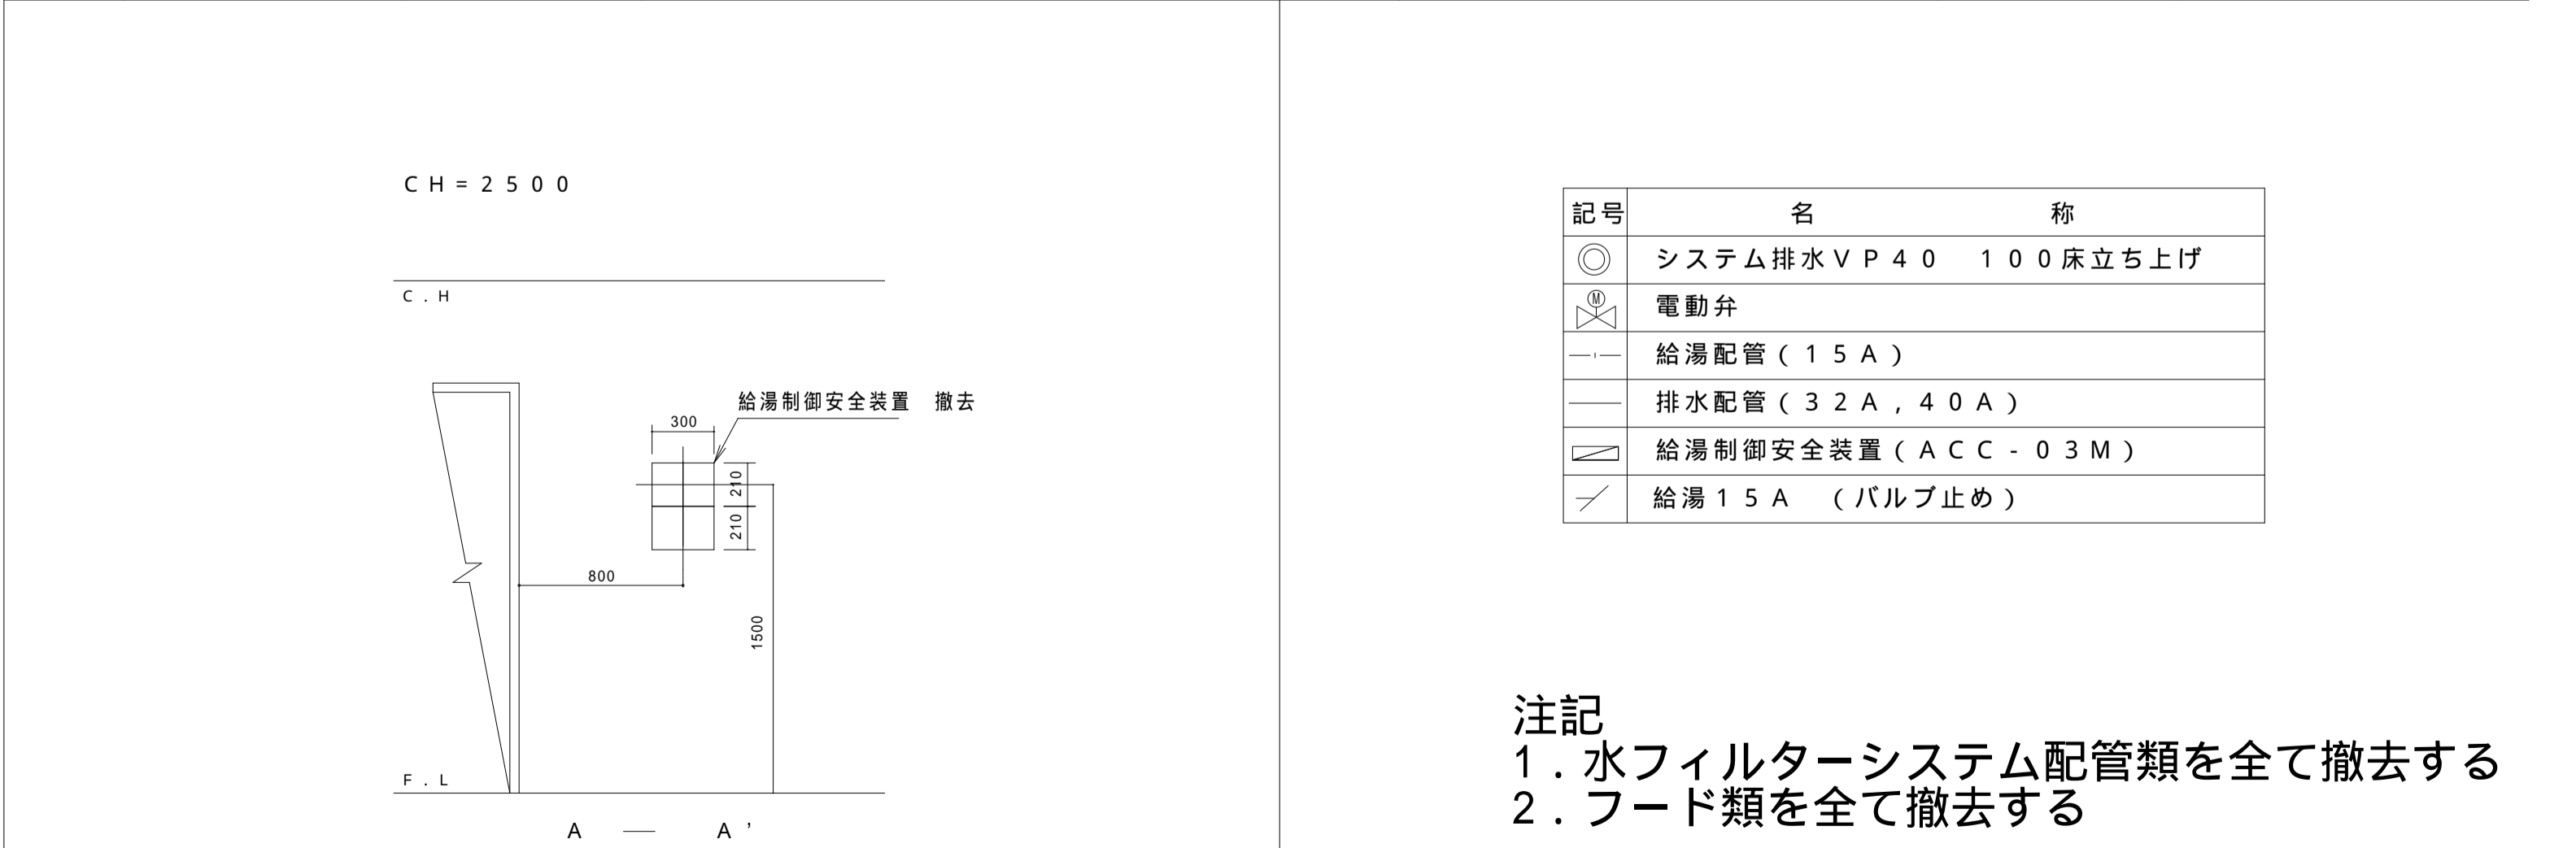 CH=2500
C.H
給湯制御安全装置　撤去
300
210
210
800
1500
F.L
A — A'
記号 名称
システム排水VP40　100床立ち上げ
M 電動弁
給湯配管(15A)
排水配管(32A,40A)
給湯制御安全装置(ACC-03M)
給湯15A　(バルブ止め)
注記
1.水フィルターシステム配管類を全て撤去する
2.フード類を全て撤去する